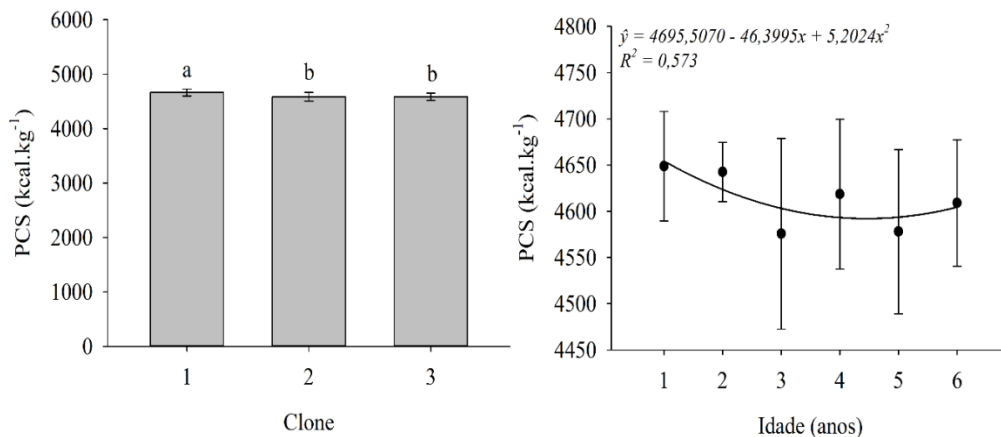 7000
6000
5000
4000
3000
2000
1000
0
PCS (kcal.kg⁻¹)
a
b
b
1
2
3
Clone
4800
4750
4700
4650
4600
4550
4500
4450
PCS (kcal.kg⁻¹)
ŷ = 4695,5070 - 46,3995x + 5,2024x²
R² = 0,573
1
2
3
4
5
6
Idade (anos)